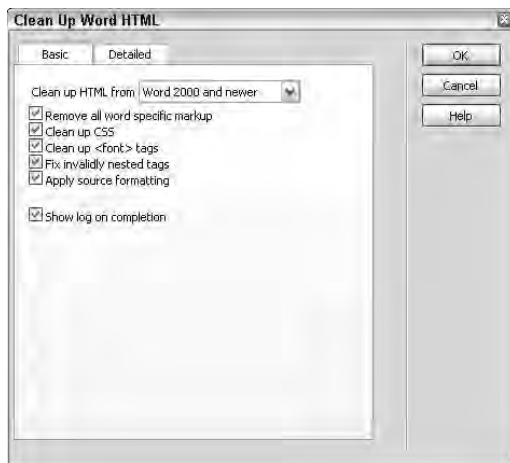 Clean Up Word HTML
Basic Detailed
OK
Cancel
Help
Clean up HTML from Word 2000 and newer
Remove all word specific markup
Clean up CSS
Clean up <font> tags
Fix invalidly nested tags
Apply source formatting
Show log on completion